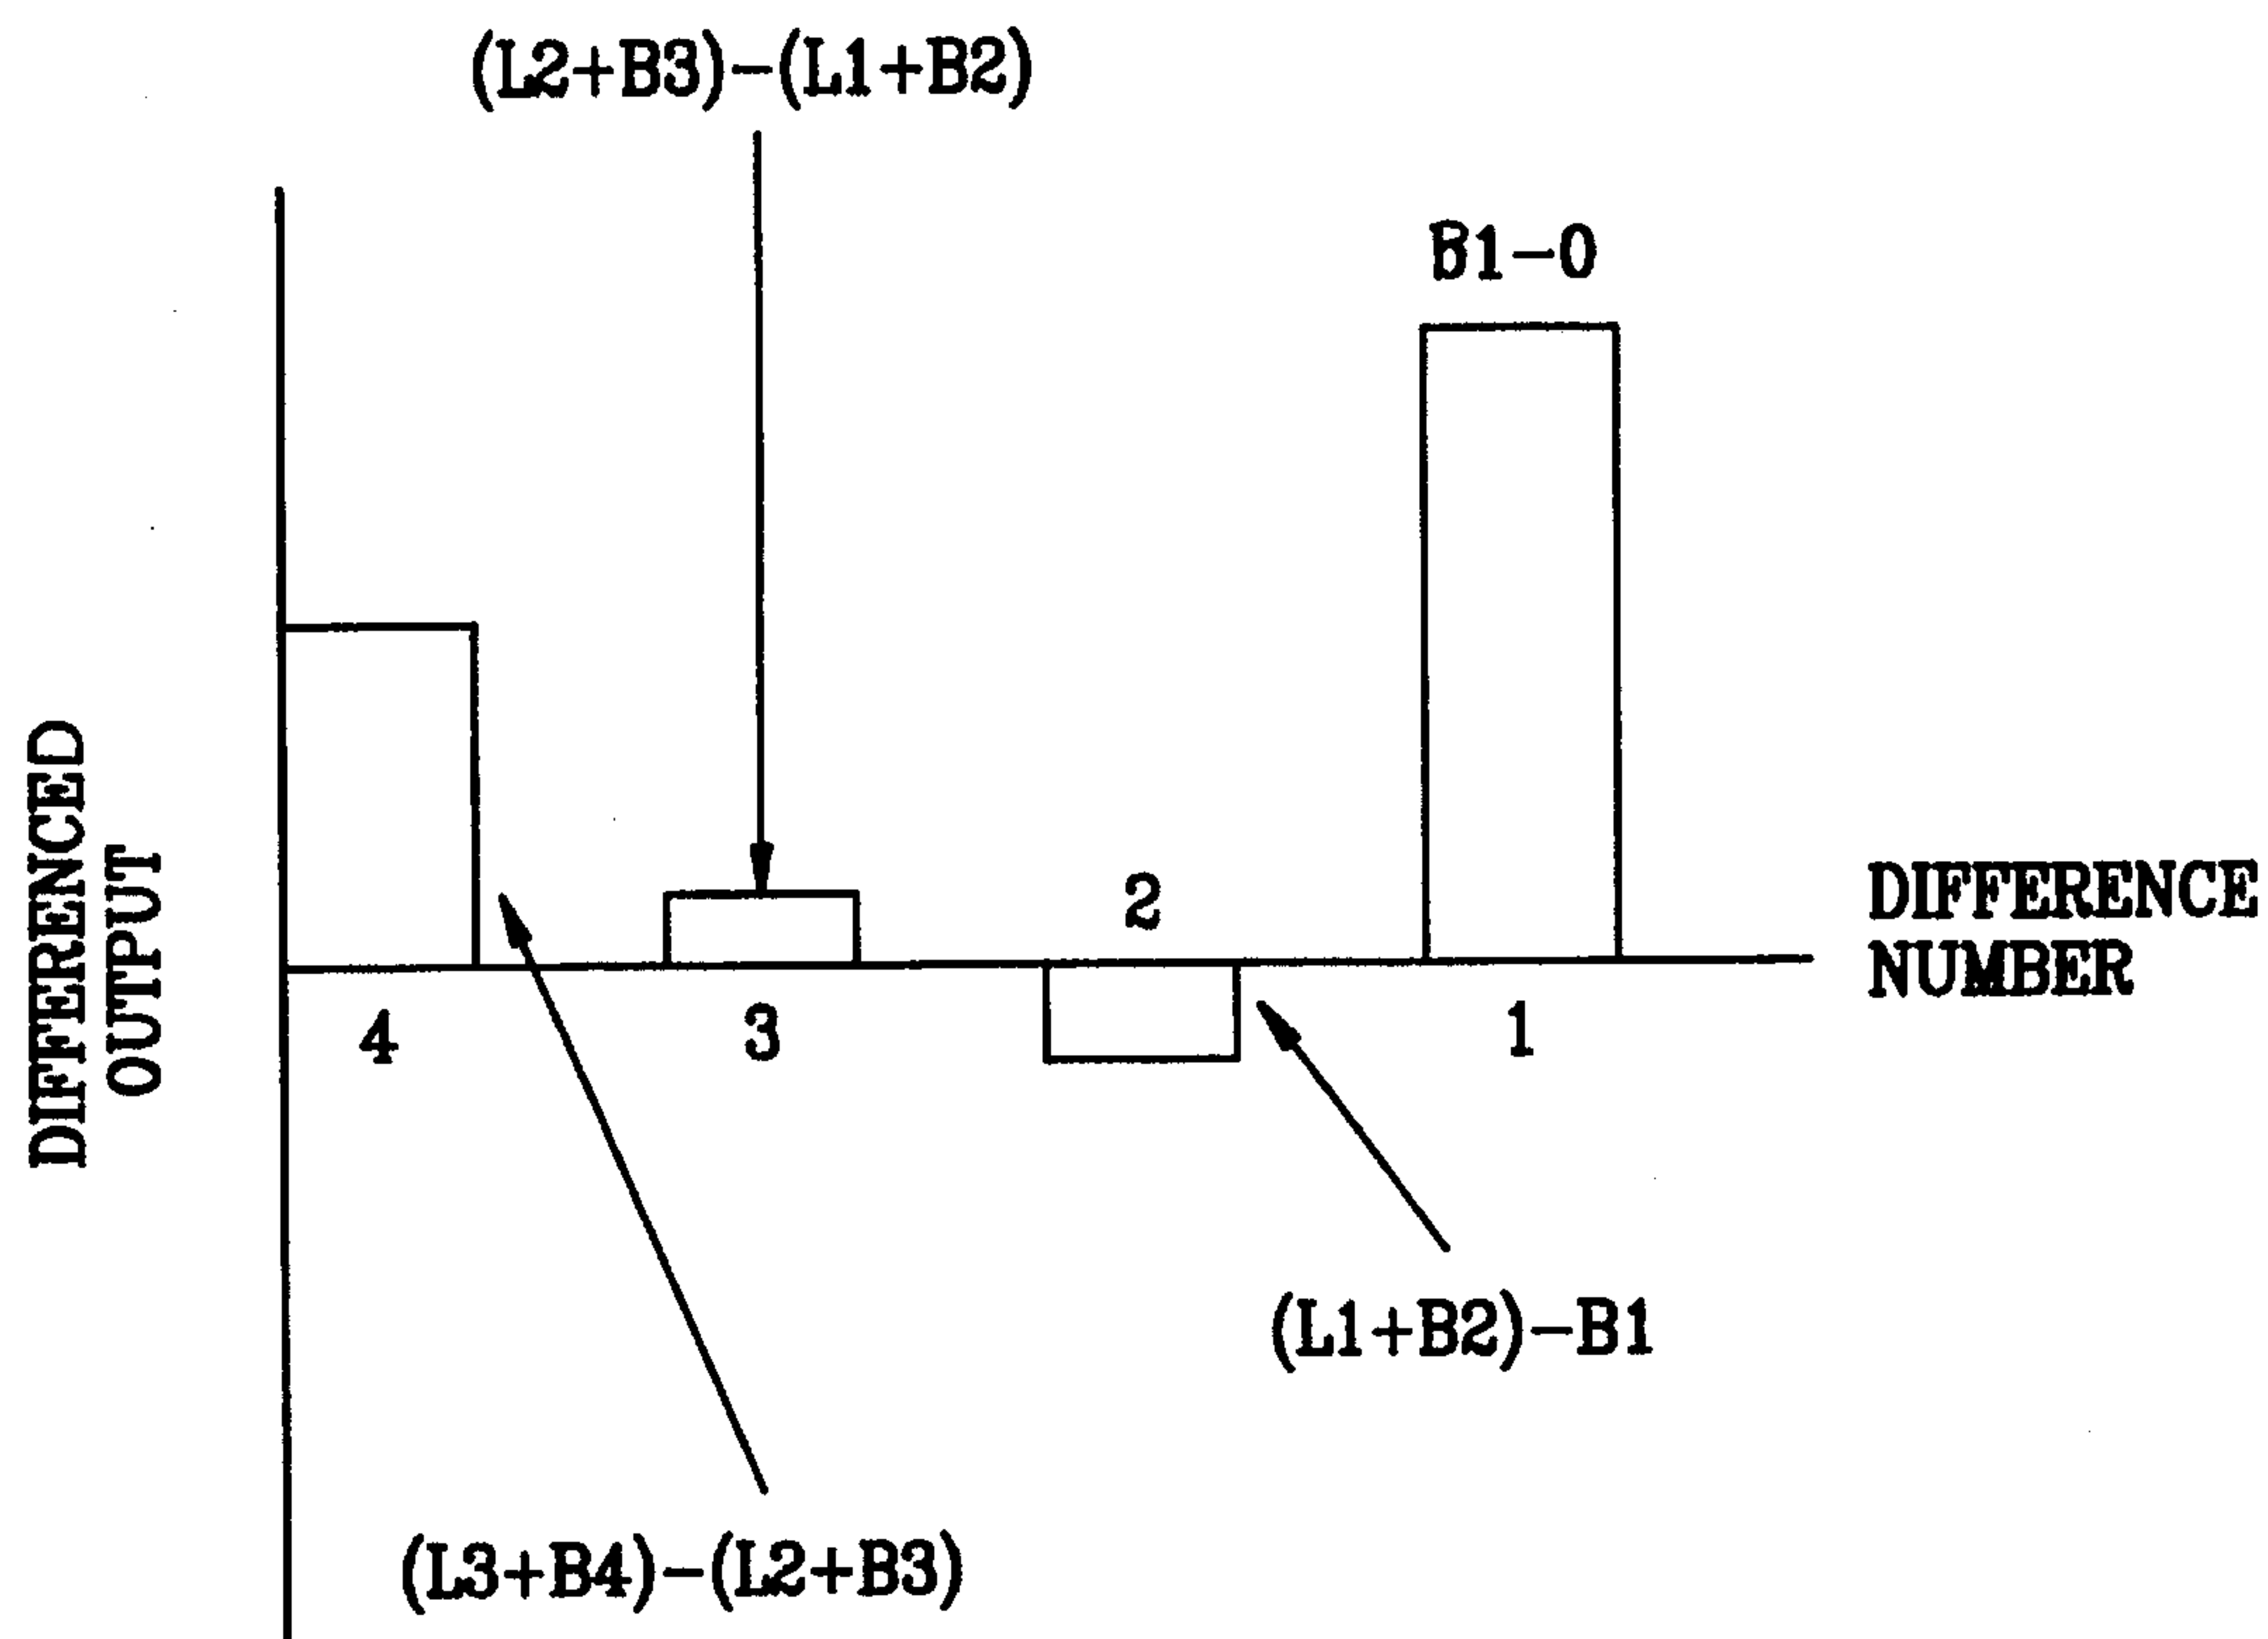 (L2+B3)-(L1+B2)
B1-0
DIFFERENCED
OUTPUT
2
DIFFERENCE
NUMBER
4
3
1
(L1+B2)-B1
(L3+B4)-(L2+B3)